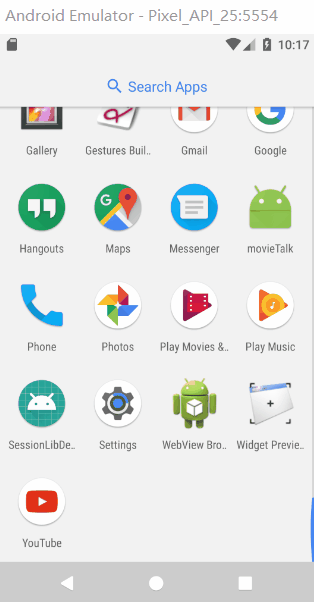 Android Emulator - Pixel_API_25:5554
10:17
Search Apps
Gallery Gestures Buil.. Gmail Google
Hangouts Maps Messenger movieTalk
Phone Photos Play Movies &.. Play Music
SessionLibDe.. Settings WebView Bro.. Widget Previe..
YouTube